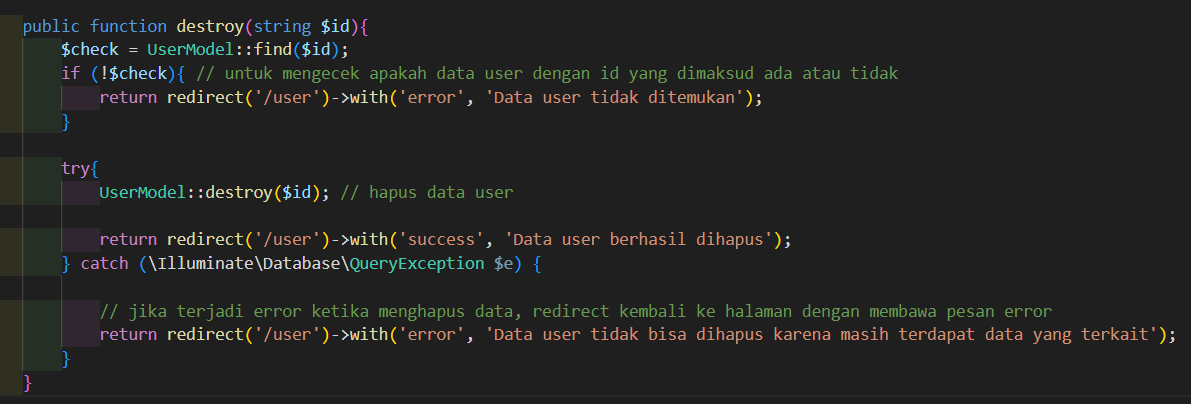 public function destroy(string $id){
$check = UserModel::find($id);
if (!$check){ // untuk mengecek apakah data user dengan id yang dimaksud ada atau tidak
return redirect('/user')->with('error', 'Data user tidak ditemukan');
}
try{
UserModel::destroy($id); // hapus data user
return redirect('/user')->with('success', 'Data user berhasil dihapus');
} catch (\Illuminate\Database\QueryException $e) {
// jika terjadi error ketika menghapus data, redirect kembali ke halaman dengan membawa pesan error
return redirect('/user')->with('error', 'Data user tidak bisa dihapus karena masih terdapat data yang terkait');
}
}